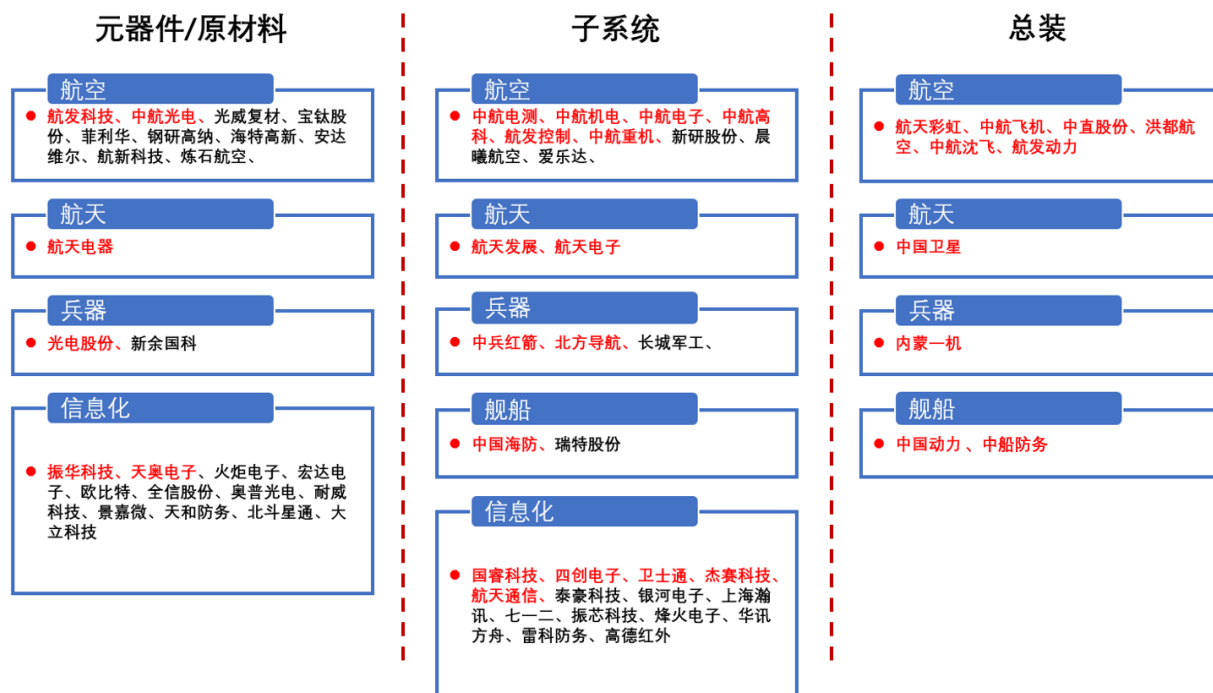 元器件/原材料
航空
航发科技、中航光电、光威复材、宝钛股
份、菲利华、钢研高纳、海特高新、安达
维尔、航新科技、炼石航空、
航天
航天电器
兵器
光电股份、新余国科
信息化
振华科技、天奥电子、火炬电子、宏达电
子、欧比特、全信股份、奥普光电、耐威
科技、景嘉微、天和防务、北斗星通、大
立科技
子系统
航空
中航电测、中航机电、中航电子、中航高
科、航发控制、中航重机、新研股份、晨
曦航空、爱乐达、
航天
航天发展、航天电子
兵器
中兵红箭、北方导航、长城军工、
舰船
中国海防、瑞特股份
信息化
国睿科技、四创电子、卫士通、杰赛科技、
航天通信、泰豪科技、银河电子、上海瀚
讯、七一二、振芯科技、烽火电子、华讯
方舟、雷科防务、高德红外
总装
航空
航天彩虹、中航飞机、中直股份、洪都航
空、中航沈飞、航发动力
航天
中国卫星
兵器
内蒙一机
舰船
中国动力 、中船防务